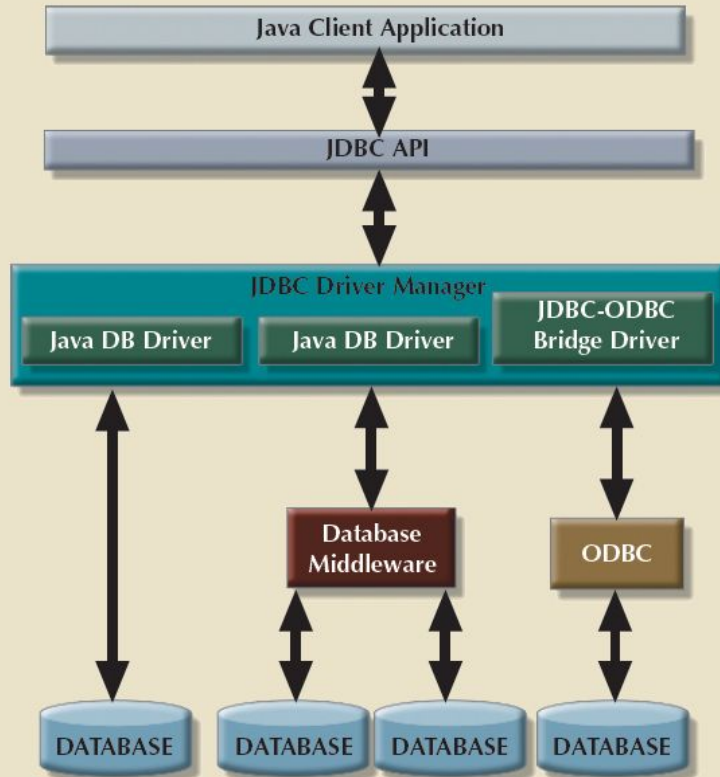 Java Client Application
JDBC API
JDBC Driver Manager
Java DB Driver
Java DB Driver
JDBC-ODBC
Bridge Driver
Database
Middleware
ODBC
DATABASE
DATABASE
DATABASE
DATABASE